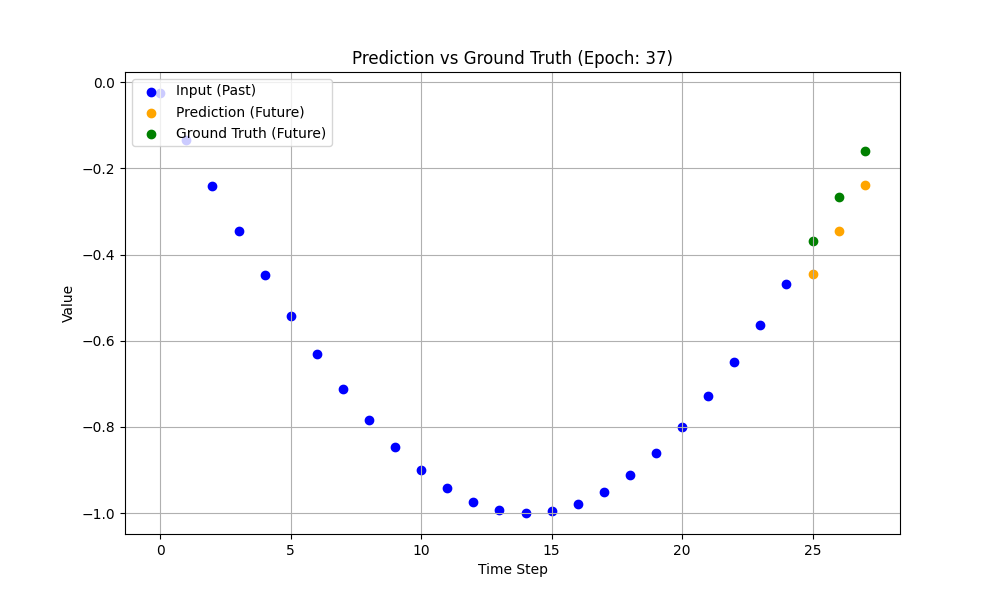 Prediction vs Ground Truth (Epoch: 37)
Input (Past)
Prediction (Future)
Ground Truth (Future)
0.0
−0.2
−0.4
−0.6
−0.8
−1.0
Value
0 5 10 15 20 25
Time Step